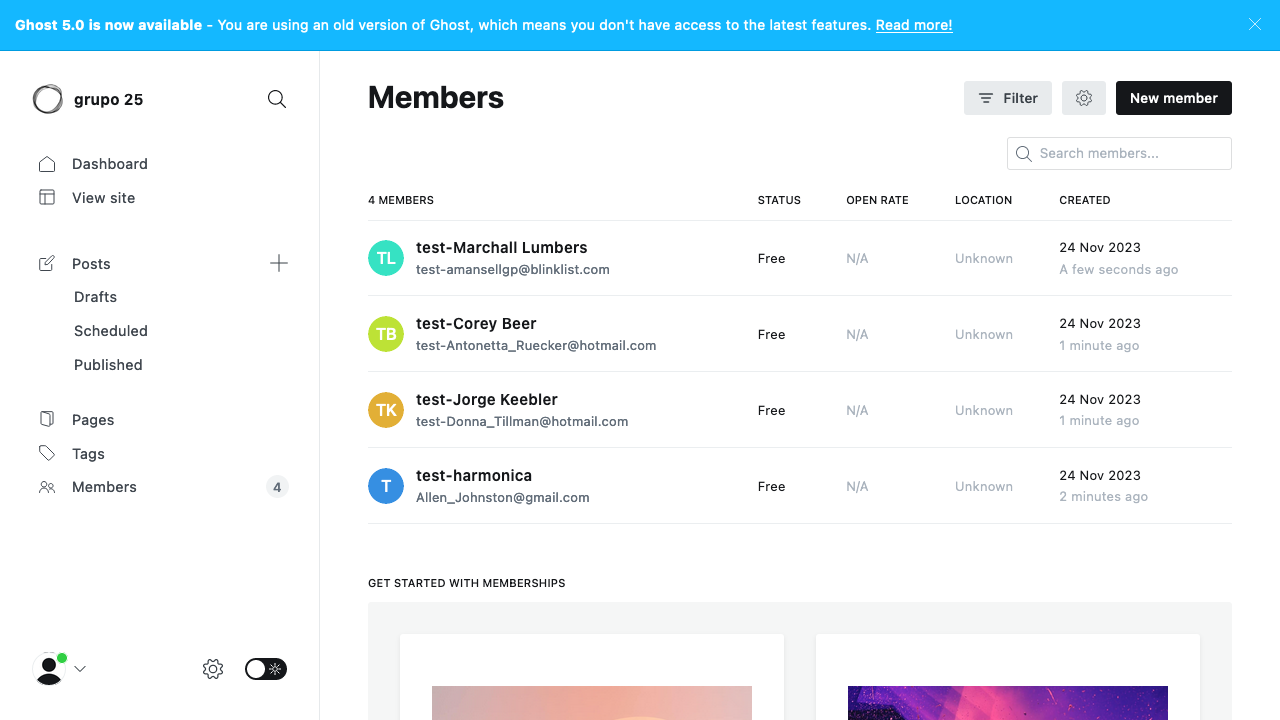 Ghost 5.0 is now available - You are using an old version of Ghost, which means you don't have access to the latest features. Read more!
grupo 25
Dashboard
View site
Posts
Drafts
Scheduled
Published
Pages
Tags
Members 4
Members
Filter
New member
Search members...
4 MEMBERS STATUS OPEN RATE LOCATION CREATED
TL test-Marchall Lumbers test-amansellgp@blinklist.com Free N/A Unknown 24 Nov 2023 A few seconds ago
TB test-Corey Beer test-Antonetta_Ruecker@hotmail.com Free N/A Unknown 24 Nov 2023 1 minute ago
TK test-Jorge Keebler test-Donna_Tillman@hotmail.com Free N/A Unknown 24 Nov 2023 1 minute ago
T test-harmonica Allen_Johnston@gmail.com Free N/A Unknown 24 Nov 2023 2 minutes ago
GET STARTED WITH MEMBERSHIPS